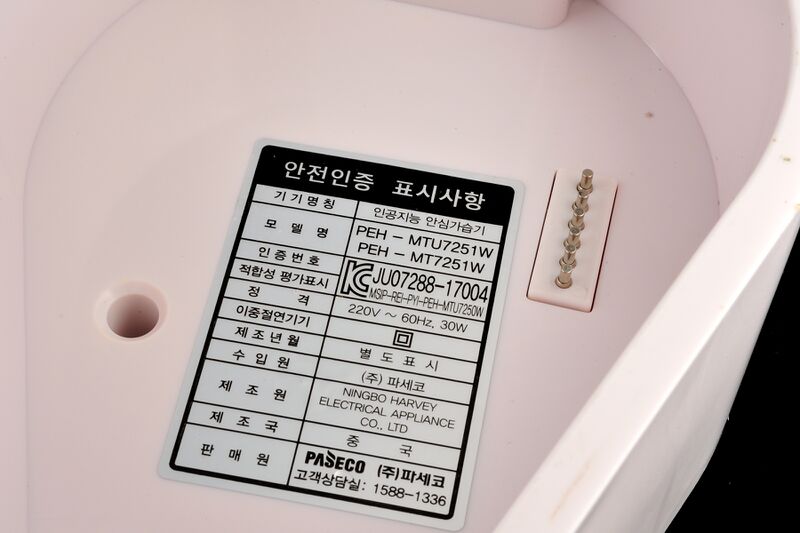 안전인증 표시사항
기기명칭 인공지능 안심가습기
모델명 PEH - MTU7251W
PEH - MT7251W
인증번호 JU07288-17004
적합성 평가표시 MSIP-REI-PYI-PEH-MTU7250W
정격 220V ~ 60Hz, 30W
이중절연기기
제조년월 별도표시
수입원 (주) 파세코
제조원 NINGBO HARVEY
ELECTRICAL APPLIANCE
CO., LTD
제조국 중국
판매원 PASECO (주)파세코
고객상담실: 1588-1336